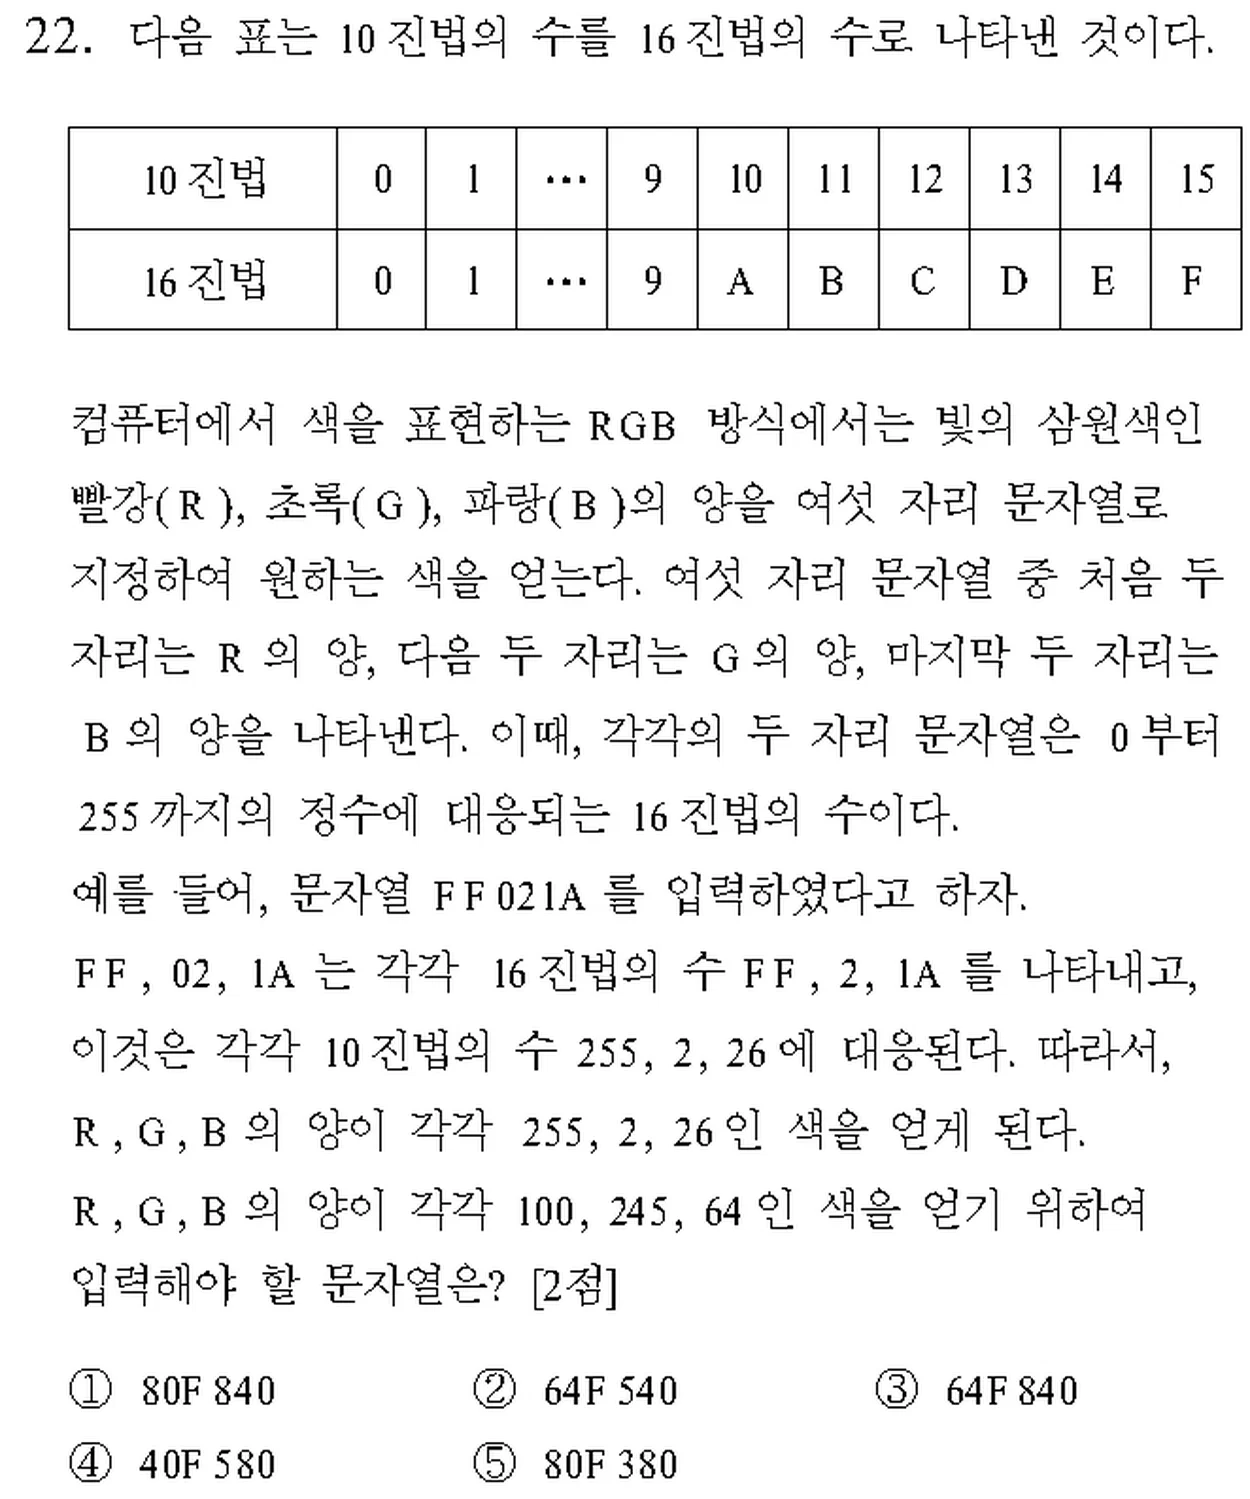 22. 다음 표는 10진법의 수를 16진법의 수로 나타낸 것이다.
10진법 0 1 … 9 10 11 12 13 14 15
16진법 0 1 … 9 A B C D E F
컴퓨터에서 색을 표현하는 RGB 방식에서는 빛의 삼원색인
빨강(R), 초록(G), 파랑(B)의 양을 여섯 자리 문자열로
지정하여 원하는 색을 얻는다. 여섯 자리 문자열 중 처음 두
자리는 R의 양, 다음 두 자리는 G의 양, 마지막 두 자리는
B의 양을 나타낸다. 이때, 각각의 두 자리 문자열은 0부터
255까지의 정수에 대응되는 16진법의 수이다.
예를 들어, 문자열 FF021A를 입력하였다고 하자.
FF, 02, 1A는 각각 16진법의 수 FF, 2, 1A를 나타내고,
이것은 각각 10진법의 수 255, 2, 26에 대응된다. 따라서,
R, G, B의 양이 각각 255, 2, 26인 색을 얻게 된다.
R, G, B의 양이 각각 100, 245, 64인 색을 얻기 위하여
입력해야 할 문자열은? [2점]
① 80F840 ② 64F540 ③ 64F840
④ 40F580 ⑤ 80F380